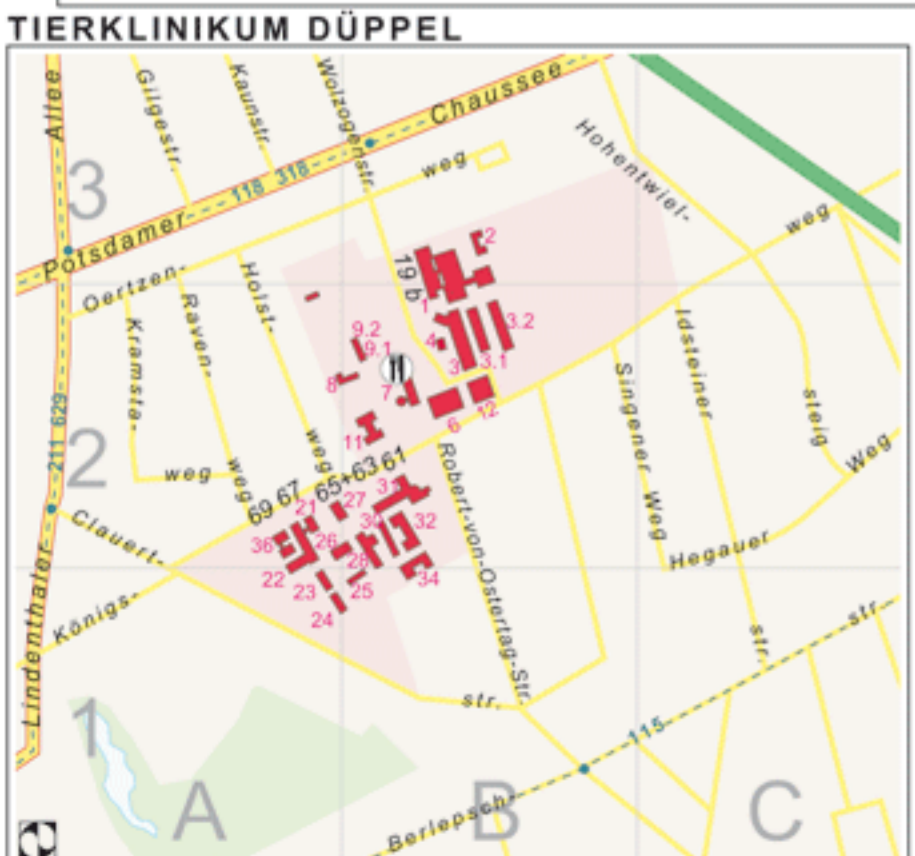 TIERKLINIKUM DÜPPEL
Allee
Gilgestr.
Kaunstr.
Wolzogenstr.
Chaussee
Hohentwiel-
3
118 318
weg
Potsdamer
weg
2
19 b
Oertzen-
Kramsta-
Raven-
Holst-
1
9.2
9.1
4
3.2
3
3.1
8
7
Idsteiner
Singener Weg
steig
12
6
11
211 629
2
weg
weg
weg
61
65+63
69 67
Robert-von-Ostertag-Str.
Weg
31
27
21
Clauert-
30
32
36
26
Hegauer
28
22
34
23
25
24
Königs-
Lindenthaler
str.
str.
str.
1
115
A
B
C
Berlepsch-